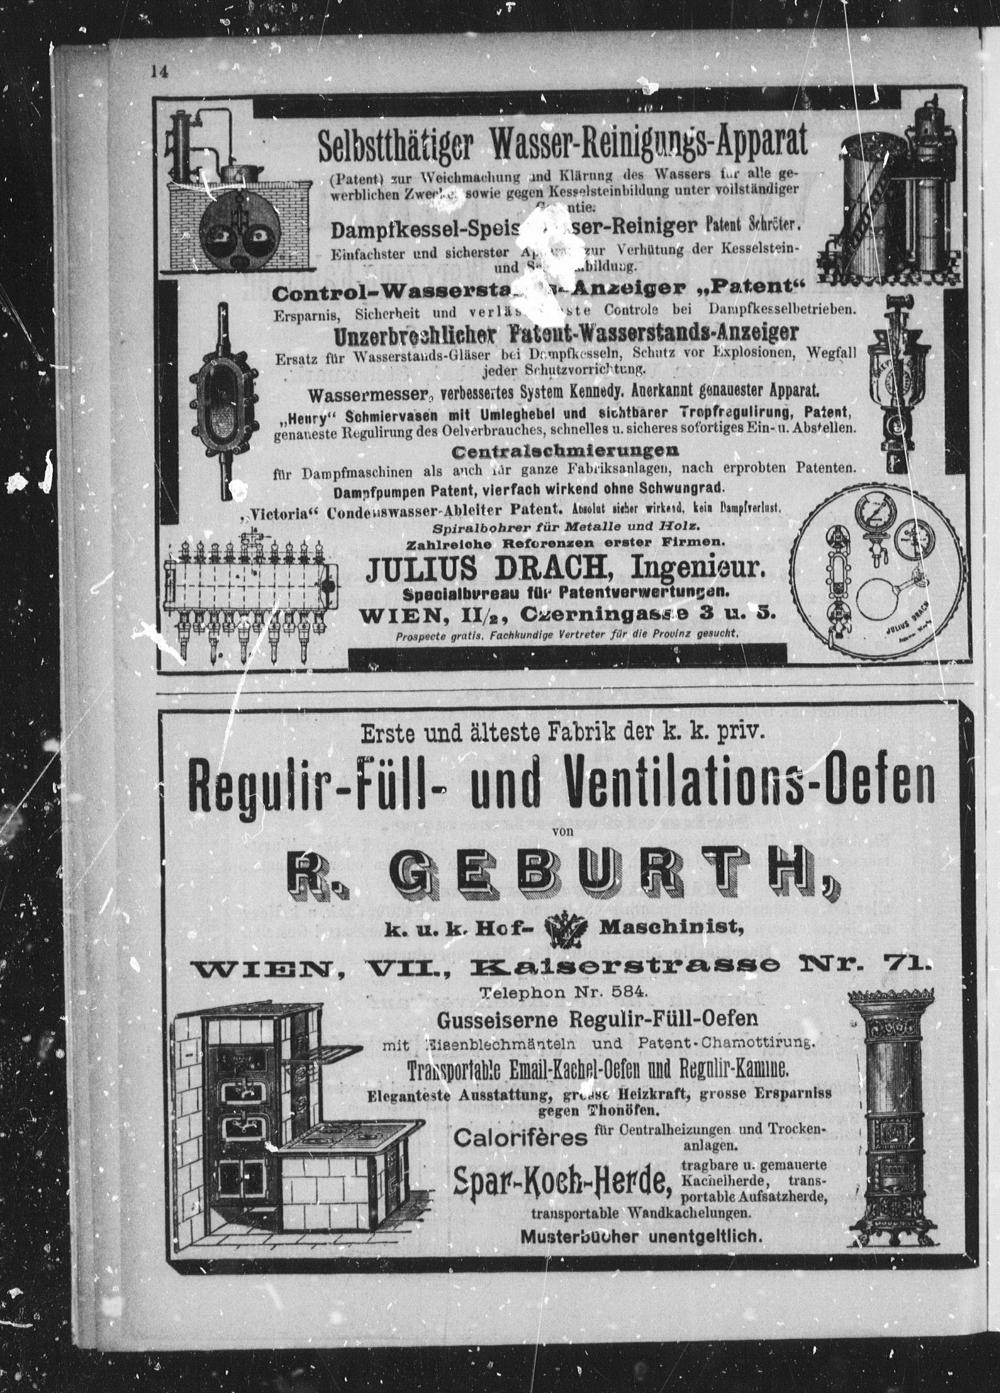 14
Selbstthätiger Wasser-Reinigungs-Apparat
(Patent) zur Weichmachung und Klärung des Wassers für alle ge-
werblichen Zwecke, sowie gegen Kesselsteinbildung unter vollständiger
Garantie.
Dampfkessel-Speisewasser-Reiniger Patent Schröter.
Einfachster und sicherster Apparat zur Verhütung der Kesselstein-
und
Control-Wasserstands-Anzeiger „Patent“
Ersparnis, Sicherheit und verlässlichste Controle bei Dampfkesselbetrieben.
Unzerbrechlicher Patent-Wasserstands-Anzeiger
Ersatz für Wasserstands-Gläser bei Dampfkesseln, Schutz vor Explosionen, Wegfall
jeder Schutzvorrichtung.
Wassermesser, verbessertes System Kennedy. Anerkannt genauester Apparat.
„Henry“ Schmiervasen mit Umleghebel und sichtbarer Tropfregulirung, Patent,
genaueste Regulirung des Oelverbrauches, schnelles u. sicheres sofortiges Ein- u. Abstellen.
Centralschmierungen
für Dampfmaschinen als auch für ganze Fabriksanlagen, nach erprobten Patenten.
Dampfpumpen Patent, vierfach wirkend ohne Schwungrad.
„Victoria“ Condenswasser-Ableiter Patent. Absolut sicher wirkend, kein Dampfverlust.
Spiralbohrer für Metalle und Holz.
Zahlreiche Referenzen erster Firmen.
JULIUS DRACH, Ingenieur.
Specialbureau für Patentverwertungen.
WIEN, II/2, Czerningasse 3 u. 5.
Prospecte gratis. Fachkundige Vertreter für die Provinz gesucht.
JULIUS DRACH
Erste und älteste Fabrik der k. k. priv.
Regulir-Füll- und Ventilations-Oefen
von
R. GEBURTH,
k. u. k. Hof- Maschinist,
WIEN, VII., Kaiserstrasse Nr. 71.
Telephon Nr. 584.
Gusseiserne Regulir-Füll-Oefen
mit Eisenblechmänteln und Patent-Chamottirung.
Transportable Email-Kachel-Oefen und Regulir-Kamine.
Eleganteste Ausstattung, grosse Heizkraft, grosse Ersparniss
gegen Thonöfen.
Calorifères für Centralheizungen und Trocken-
anlagen.
Spar-Koch-Herde, tragbare u. gemauerte
Kachelherde, trans-
portable Aufsatzherde,
transportable Wandkachelungen.
Musterbücher unentgeltlich.